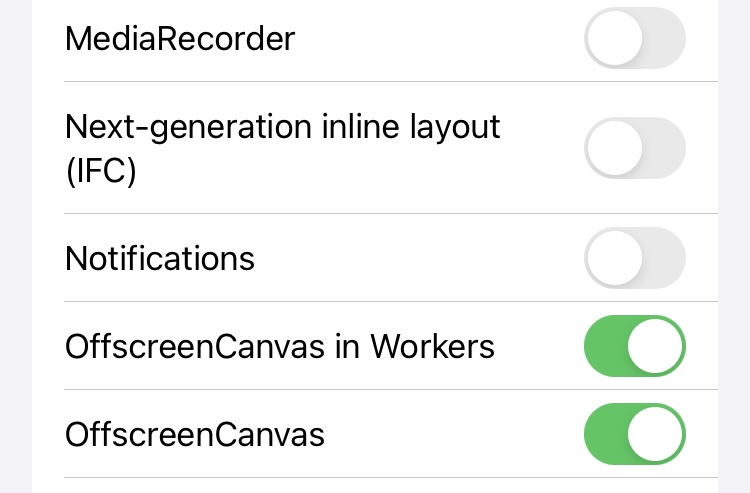 MediaRecorder
Next-generation inline layout
(IFC)
Notifications
OffscreenCanvas in Workers
OffscreenCanvas